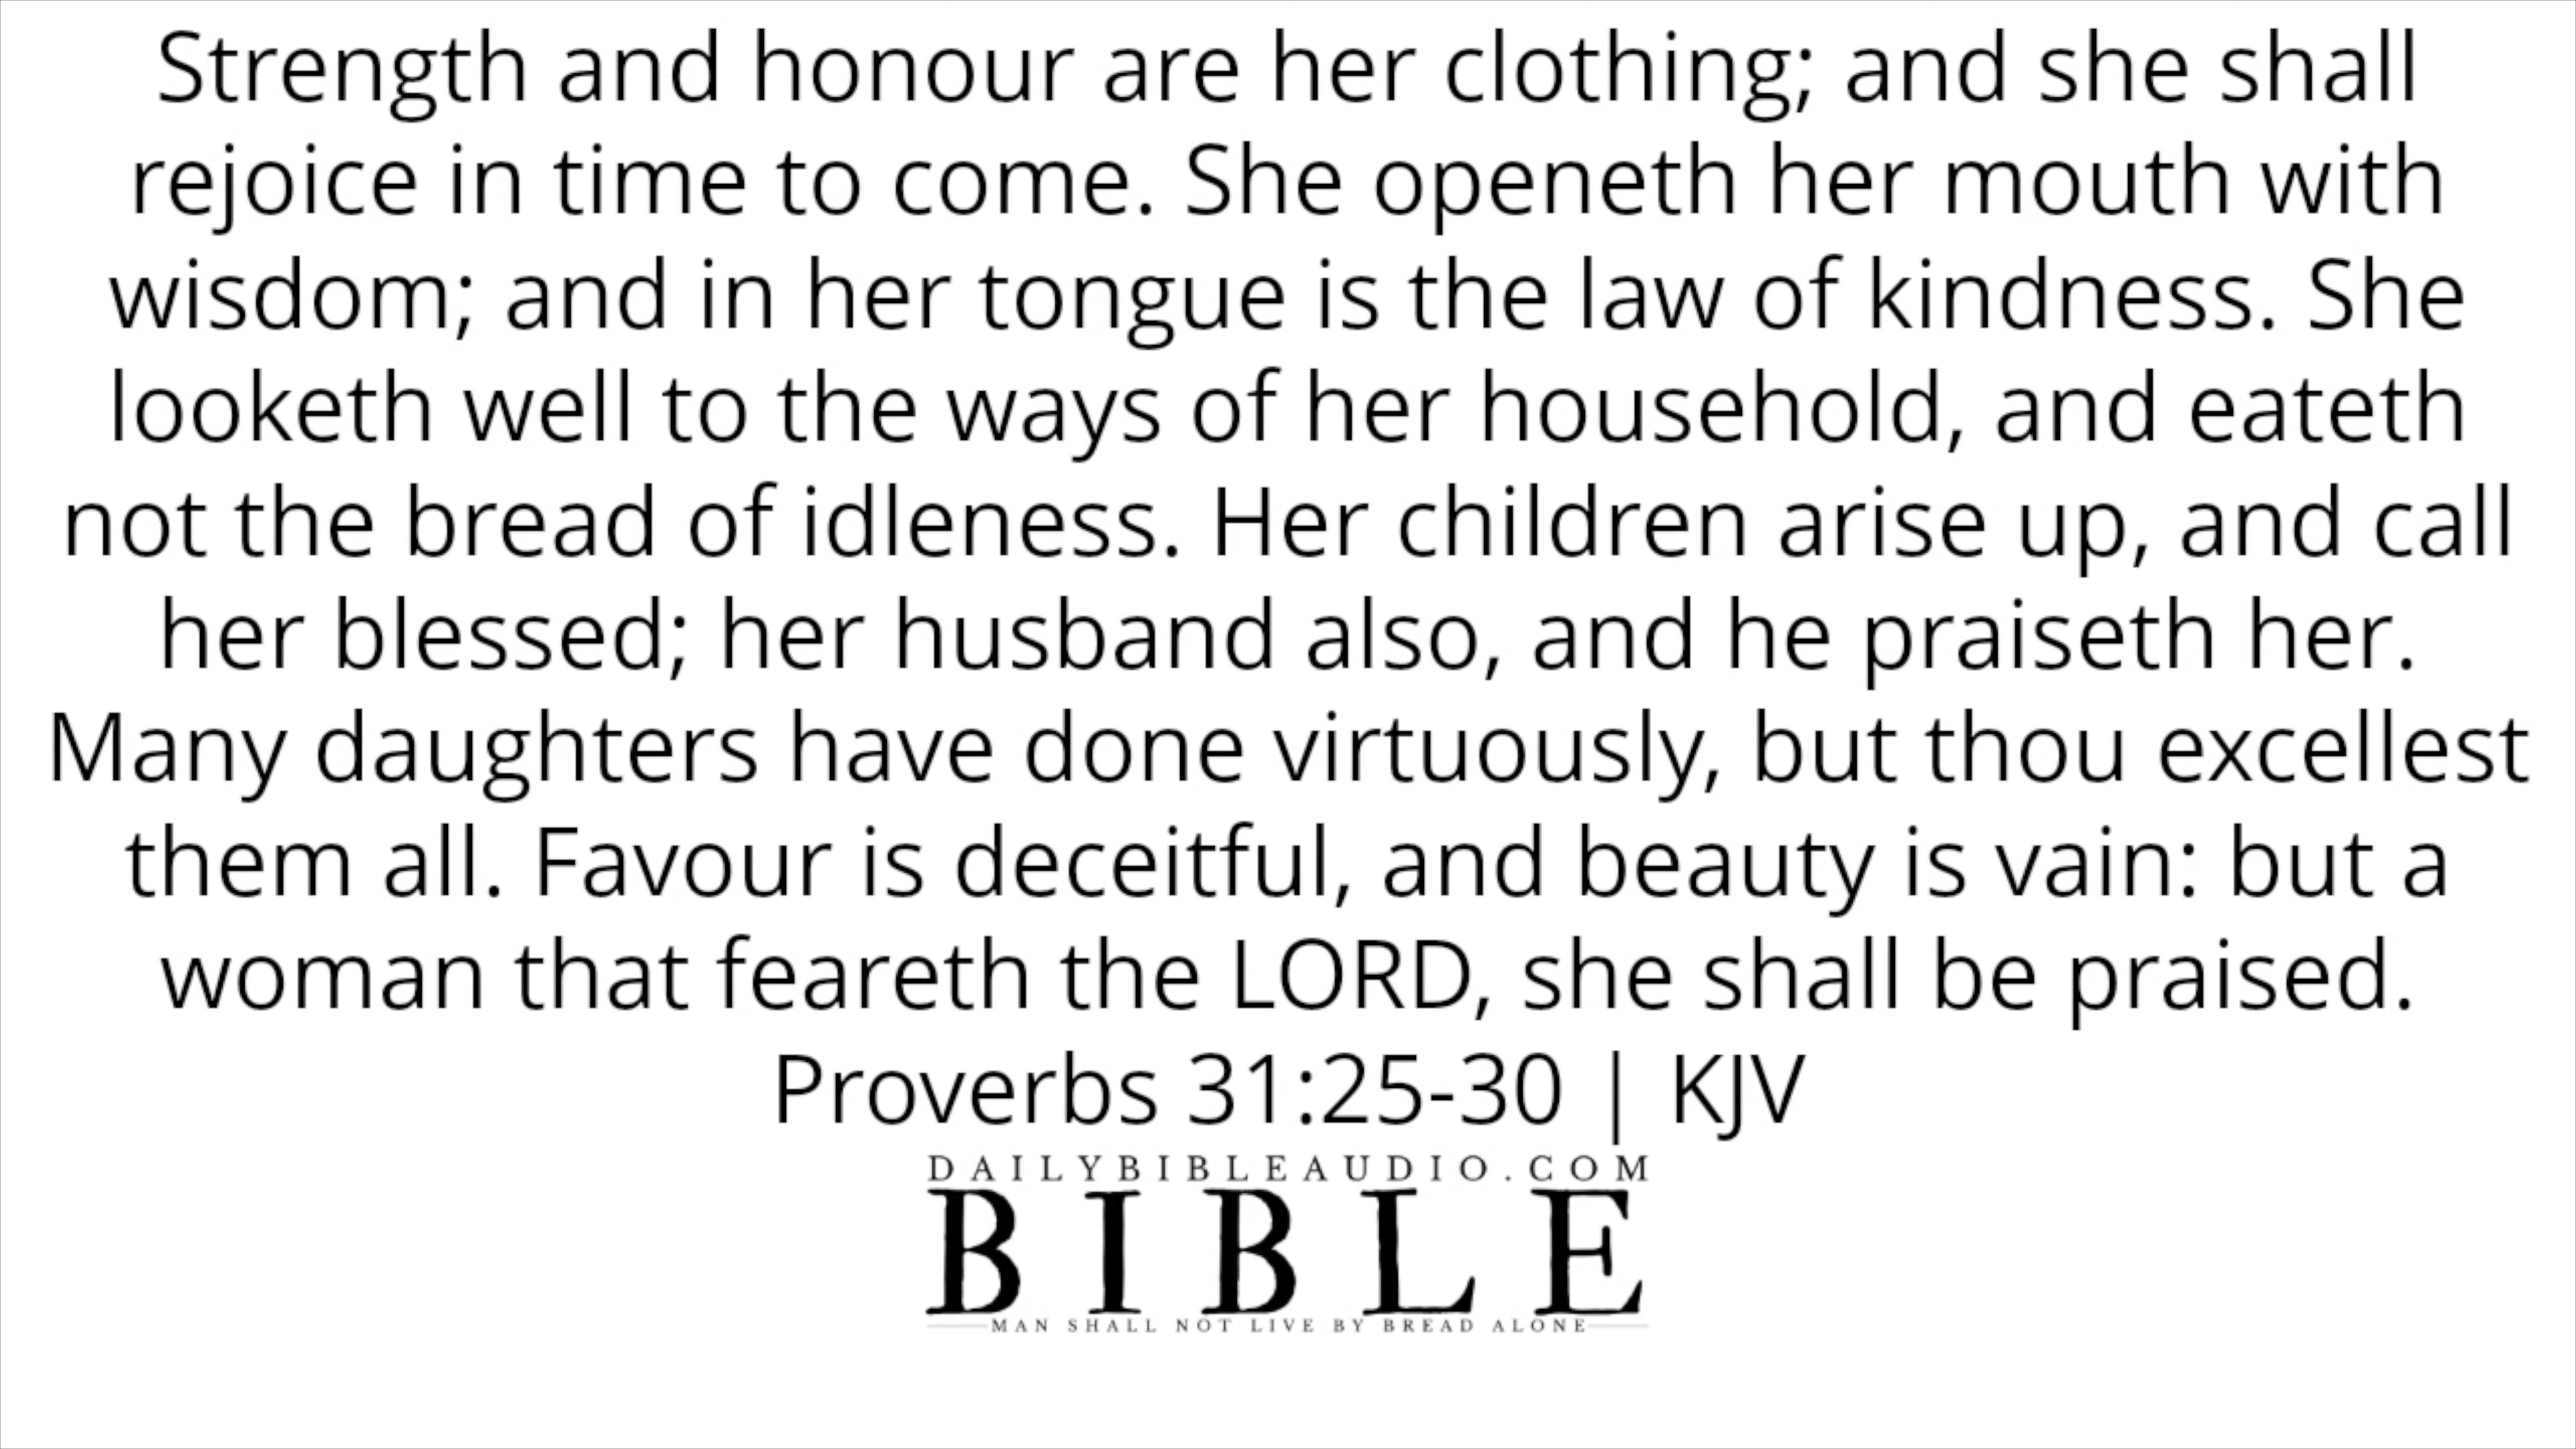 Strength and honour are her clothing; and she shall
rejoice in time to come. She openeth her mouth with
wisdom; and in her tongue is the law of kindness. She
looketh well to the ways of her household, and eateth
not the bread of idleness. Her children arise up, and call
her blessed; her husband also, and he praiseth her.
Many daughters have done virtuously, but thou excellest
them all. Favour is deceitful, and beauty is vain: but a
woman that feareth the LORD, she shall be praised.
Proverbs 31:25-30 | KJV
DAILYBIBLEAUDIO.COM
BIBLE
MAN SHALL NOT LIVE BY BREAD ALONE